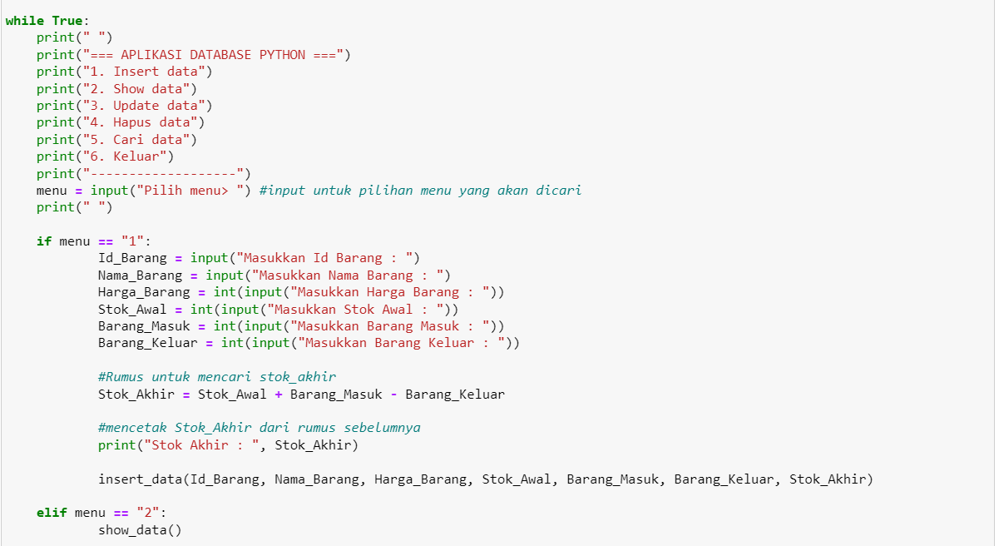 while True:
    print(" ")
    print("=== APLIKASI DATABASE PYTHON ===")
    print("1. Insert data")
    print("2. Show data")
    print("3. Update data")
    print("4. Hapus data")
    print("5. Cari data")
    print("6. Keluar")
    print("-------------------")
    menu = input("Pilih menu> ") #input untuk pilihan menu yang akan dicari
    print(" ")

    if menu == "1":
            Id_Barang = input("Masukkan Id Barang : ")
            Nama_Barang = input("Masukkan Nama Barang : ")
            Harga_Barang = int(input("Masukkan Harga Barang : "))
            Stok_Awal = int(input("Masukkan Stok Awal : "))
            Barang_Masuk = int(input("Masukkan Barang Masuk : "))
            Barang_Keluar = int(input("Masukkan Barang Keluar : "))

            #Rumus untuk mencari stok_akhir
            Stok_Akhir = Stok_Awal + Barang_Masuk - Barang_Keluar

            #mencetak Stok_Akhir dari rumus sebelumnya
            print("Stok Akhir : ", Stok_Akhir)

            insert_data(Id_Barang, Nama_Barang, Harga_Barang, Stok_Awal, Barang_Masuk, Barang_Keluar, Stok_Akhir)

    elif menu == "2":
            show_data()